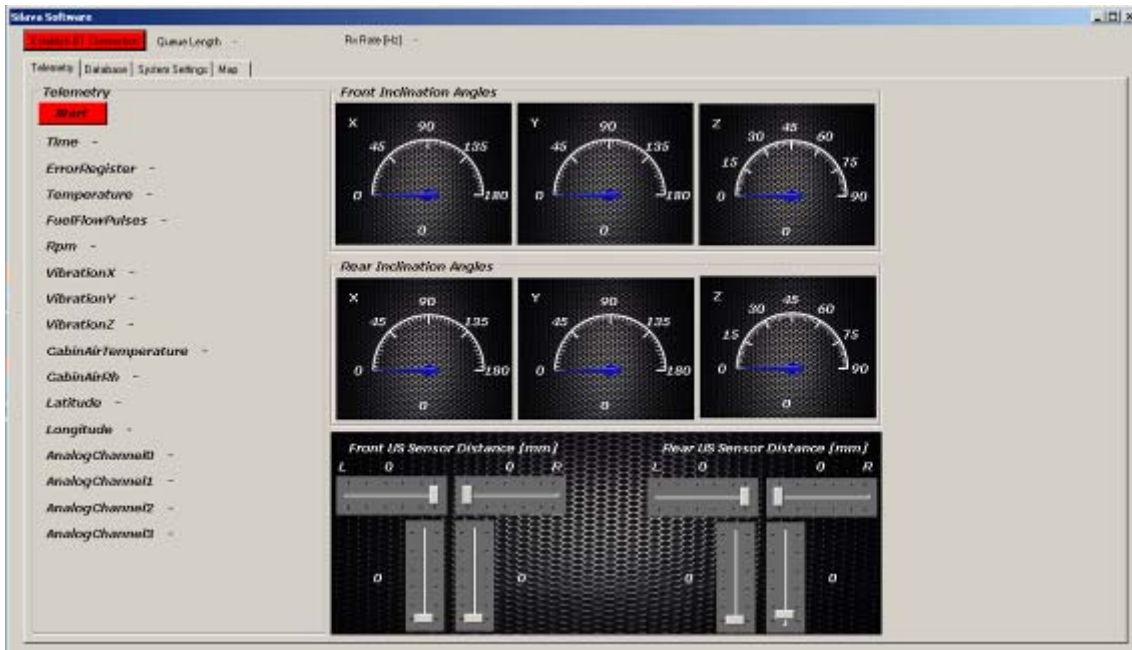 Silava Software
Establish BT Connection Queue Length - Rx Rate [Hz] -
Telemetry Database System Settings Map
Telemetry
Start
Time -
ErrorRegister -
Temperature -
FuelFlowPulses -
Rpm -
VibrationX -
VibrationY -
VibrationZ -
CabinAirTemperature -
CabinAirRh -
Latitude -
Longitude -
AnalogChannel0 -
AnalogChannel1 -
AnalogChannel2 -
AnalogChannel3 -
Front Inclination Angles
X 0 45 90 135 180 0
Y 0 45 90 135 180 0
Z 0 15 30 45 60 75 90 0
Rear Inclination Angles
X 0 45 90 135 180 0
Y 0 45 90 135 180 0
Z 0 15 30 45 60 75 90 0
Front US Sensor Distance [mm] Rear US Sensor Distance [mm]
L 0 0 R L 0 0 R
0 0 0 0